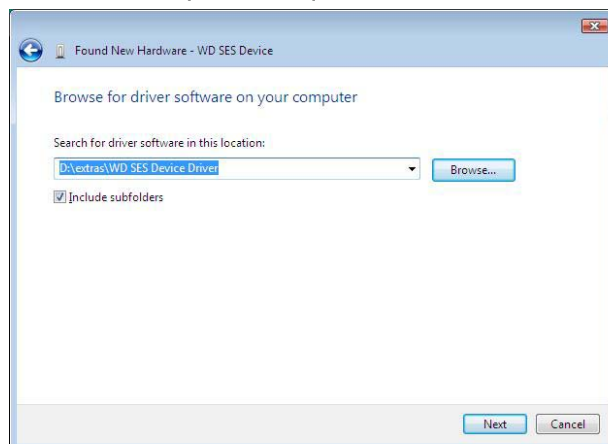 Found New Hardware - WD SES Device
Browse for driver software on your computer
Search for driver software in this location:
D:\extras\WD SES Device Driver
Browse...
Include subfolders
Next
Cancel